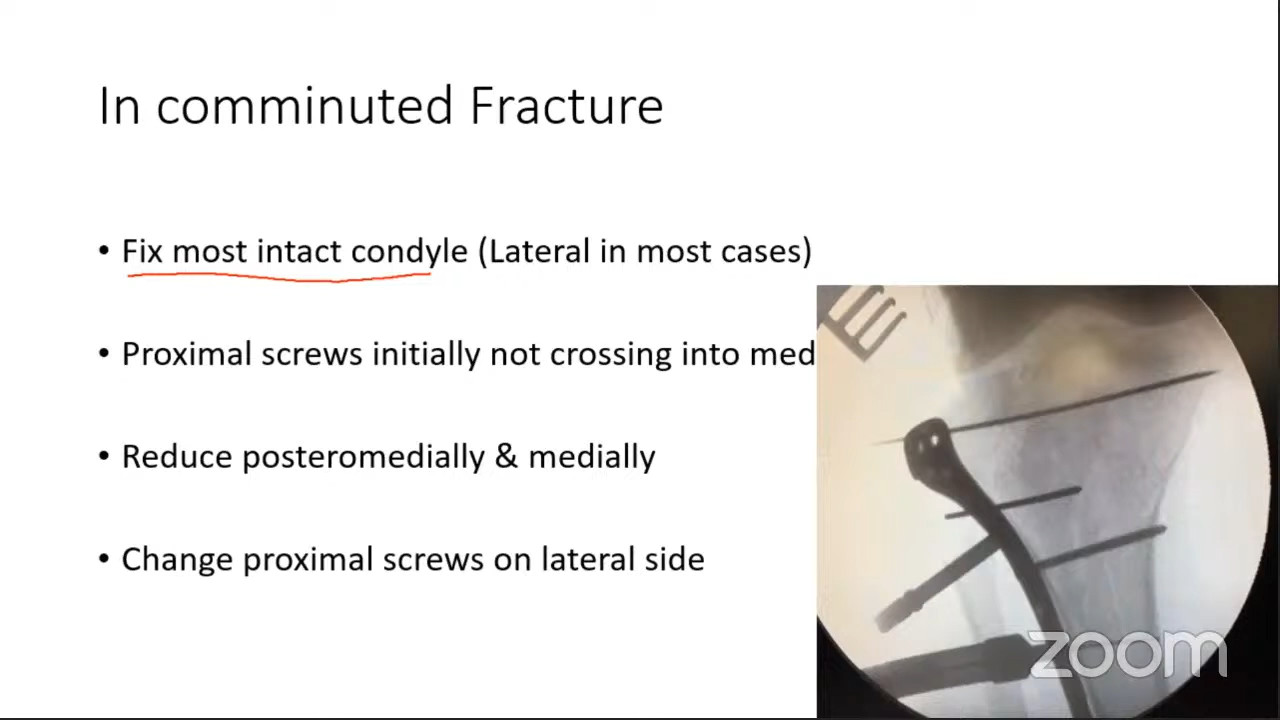 In comminuted Fracture
• Fix most intact condyle (Lateral in most cases)
• Proximal screws initially not crossing into med
• Reduce posteromedially & medially
• Change proximal screws on lateral side
zoom